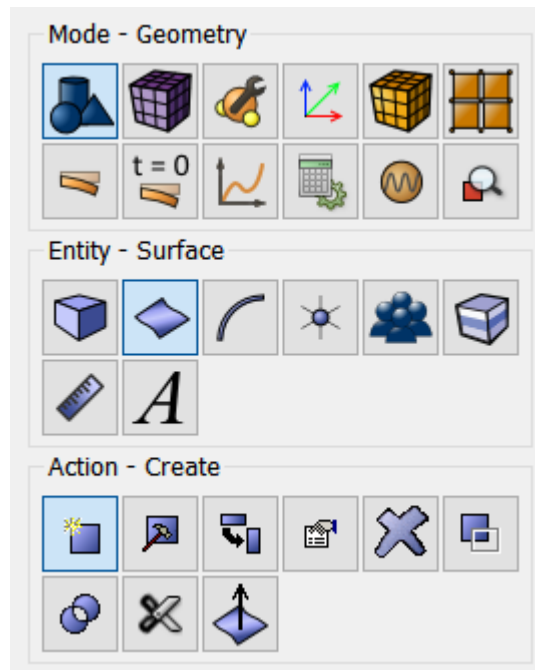 Mode - Geometry
t = 0
Entity - Surface
A
Action - Create